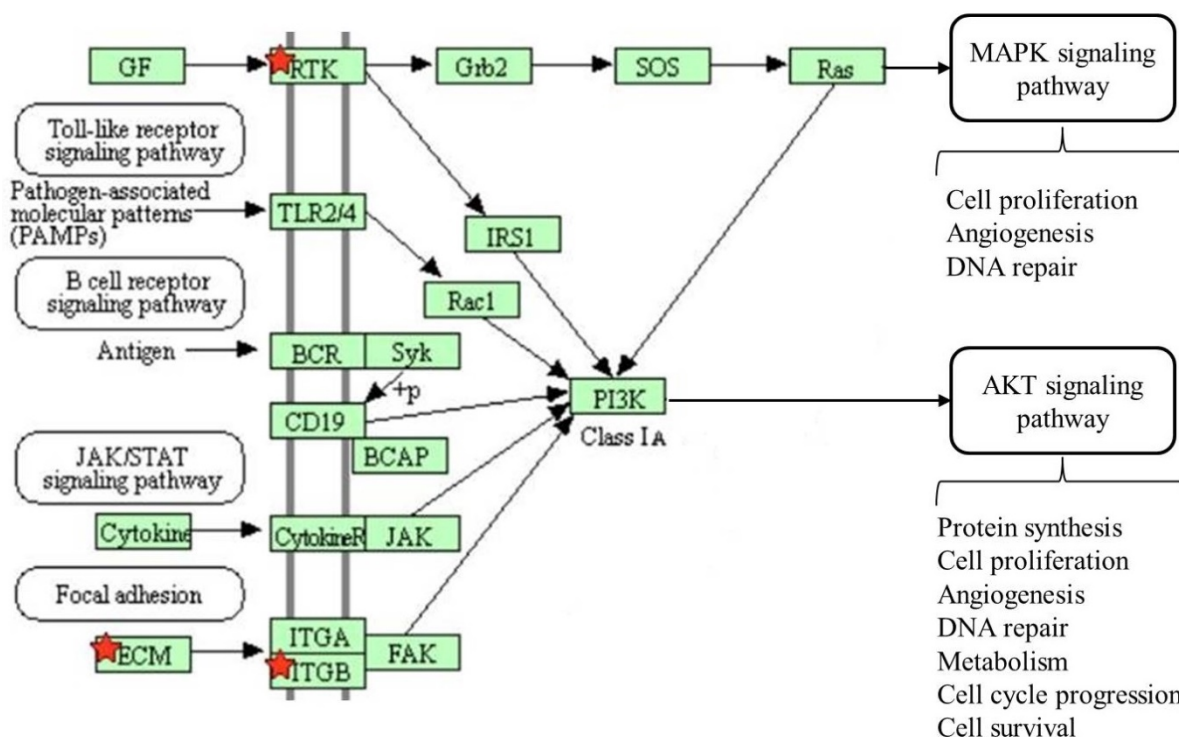 GF
RTK
Grb2
SOS
Ras
MAPK signaling
pathway
Toll-like receptor
signaling pathway
Pathogen-associated
molecular patterns
(PAMPs)
TLR2/4
IRS1
Cell proliferation
Angiogenesis
DNA repair
B cell receptor
signaling pathway
Rac1
Antigen
BCR
Syk
+p
CD19
BCAP
PI3K
Class IA
AKT signaling
pathway
JAK/STAT
signaling pathway
Cytokine
CytokineR
JAK
Protein synthesis
Cell proliferation
Angiogenesis
DNA repair
Metabolism
Cell cycle progression
Cell survival
Focal adhesion
ECM
ITGA
ITGB
FAK